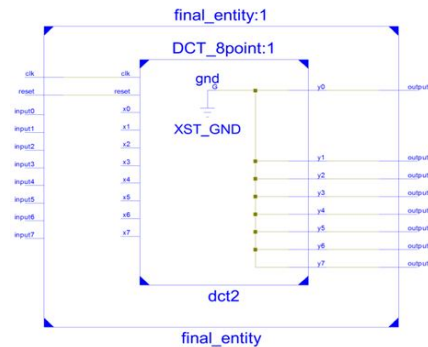 final_entity:1
DCT_8point:1
clk clk gnd G y0 output
reset reset
input0 x0 XST_GND
input1 x1 y1 output
input2 x2 y2 output
input3 x3 y3 output
input4 x4 y4 output
input5 x5 y5 output
input6 x6 y6 output
input7 x7 y7 output
dct2
final_entity